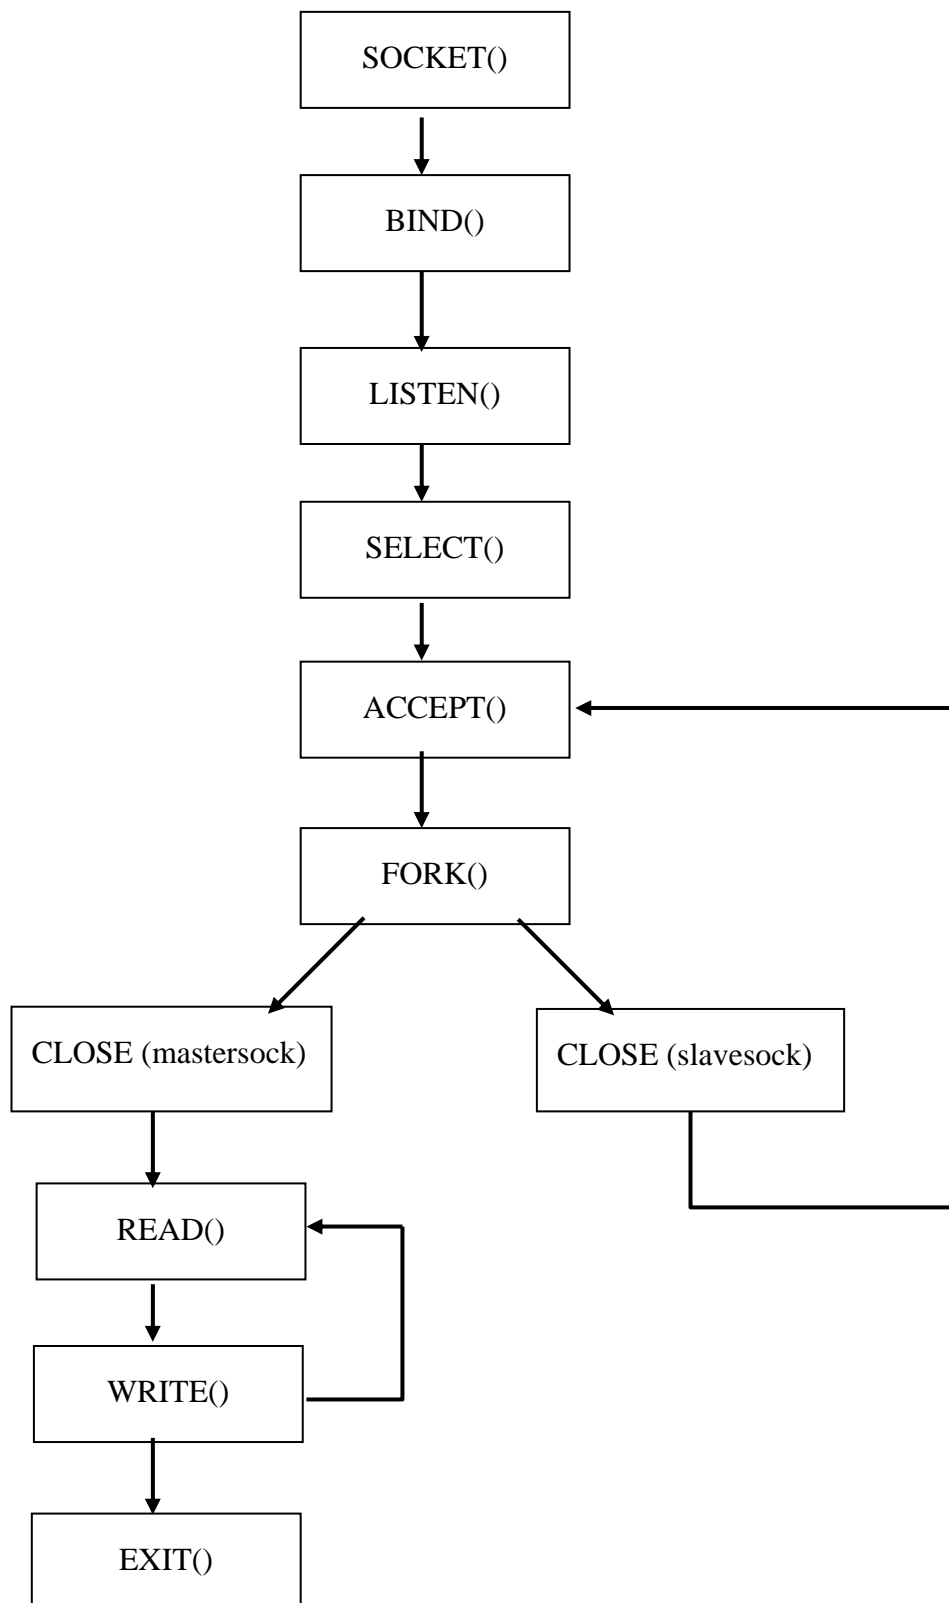 SOCKET()
BIND()
LISTEN()
SELECT()
ACCEPT()
FORK()
CLOSE (mastersock)
CLOSE (slavesock)
READ()
WRITE()
EXIT()